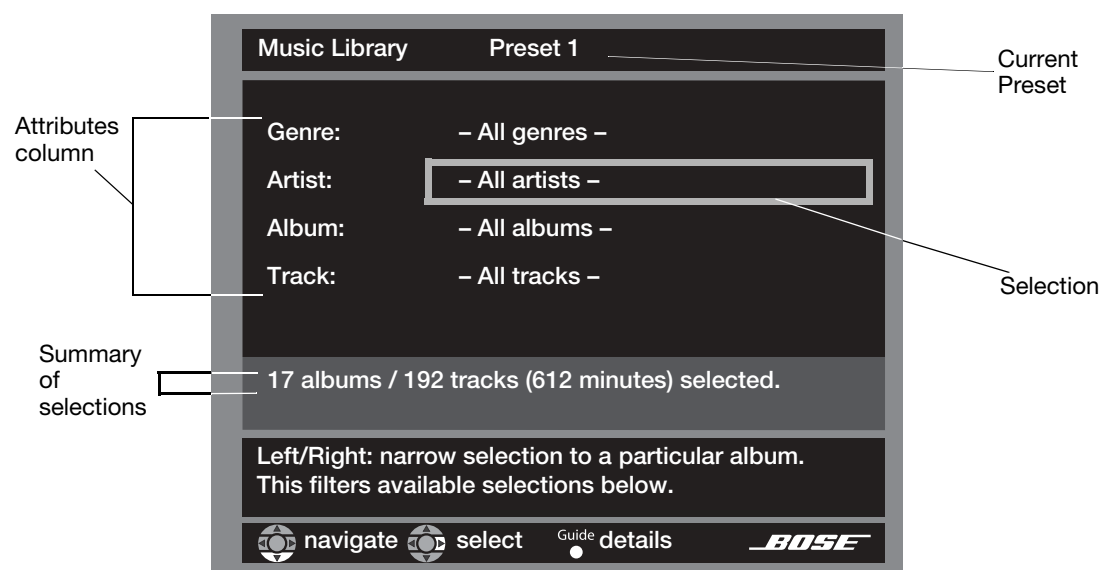 Music Library Preset 1
Current
Preset
Attributes
column
Genre: – All genres –
Artist: – All artists –
Album: – All albums –
Track: – All tracks –
Selection
Summary
of
selections
17 albums / 192 tracks (612 minutes) selected.
Left/Right: narrow selection to a particular album.
This filters available selections below.
navigate select Guide details BOSE